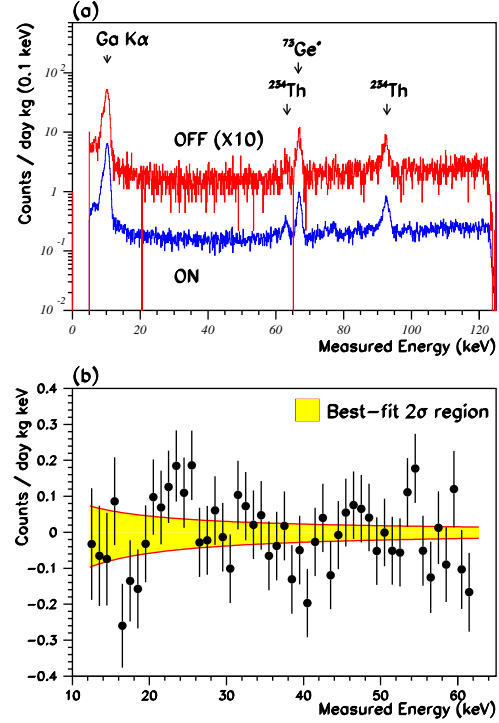 (a)
Ga Kα
73Ge*
234Th
234Th
OFF (X10)
ON
Counts / day kg (0.1 keV)
10^2
10
1
10^-1
10^-2
0 20 40 60 80 100 120
Measured Energy (keV)
(b)
Best-fit 2σ region
Counts / day kg keV
0.4
0.3
0.2
0.1
0
-0.1
-0.2
-0.3
-0.4
10 20 30 40 50 60
Measured Energy (keV)